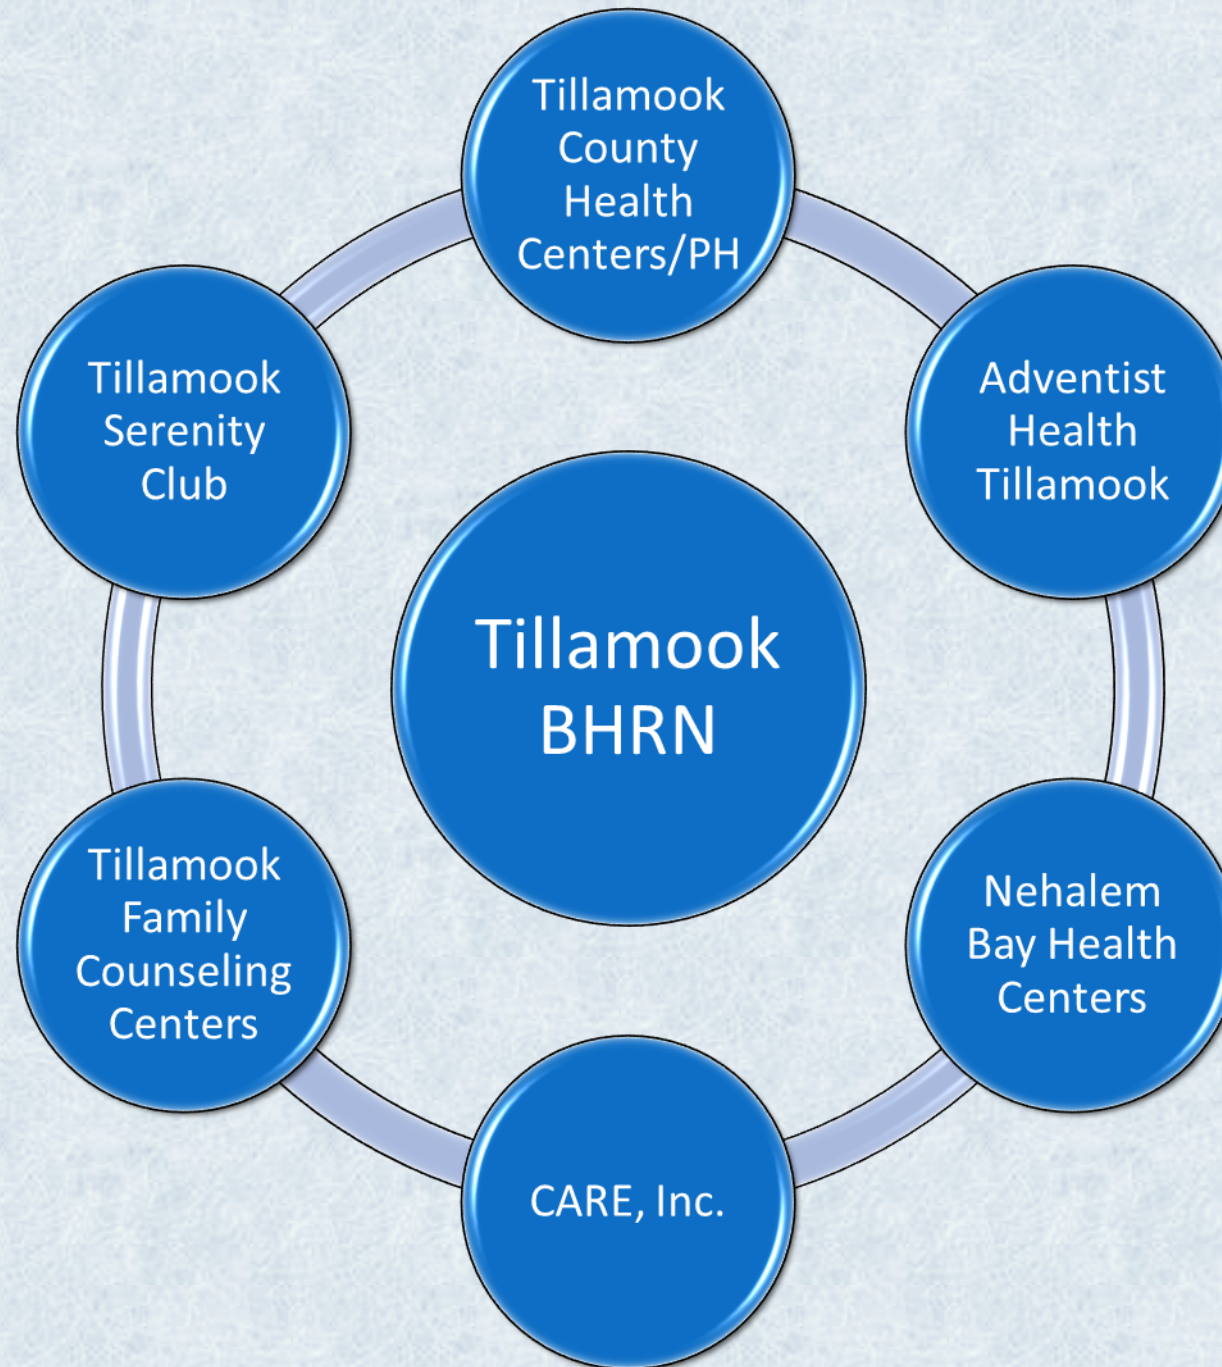 Tillamook
County
Health
Centers/PH
Adventist
Health
Tillamook
Nehalem
Bay Health
Centers
CARE, Inc.
Tillamook
Family
Counseling
Centers
Tillamook
Serenity
Club
Tillamook
BHRN